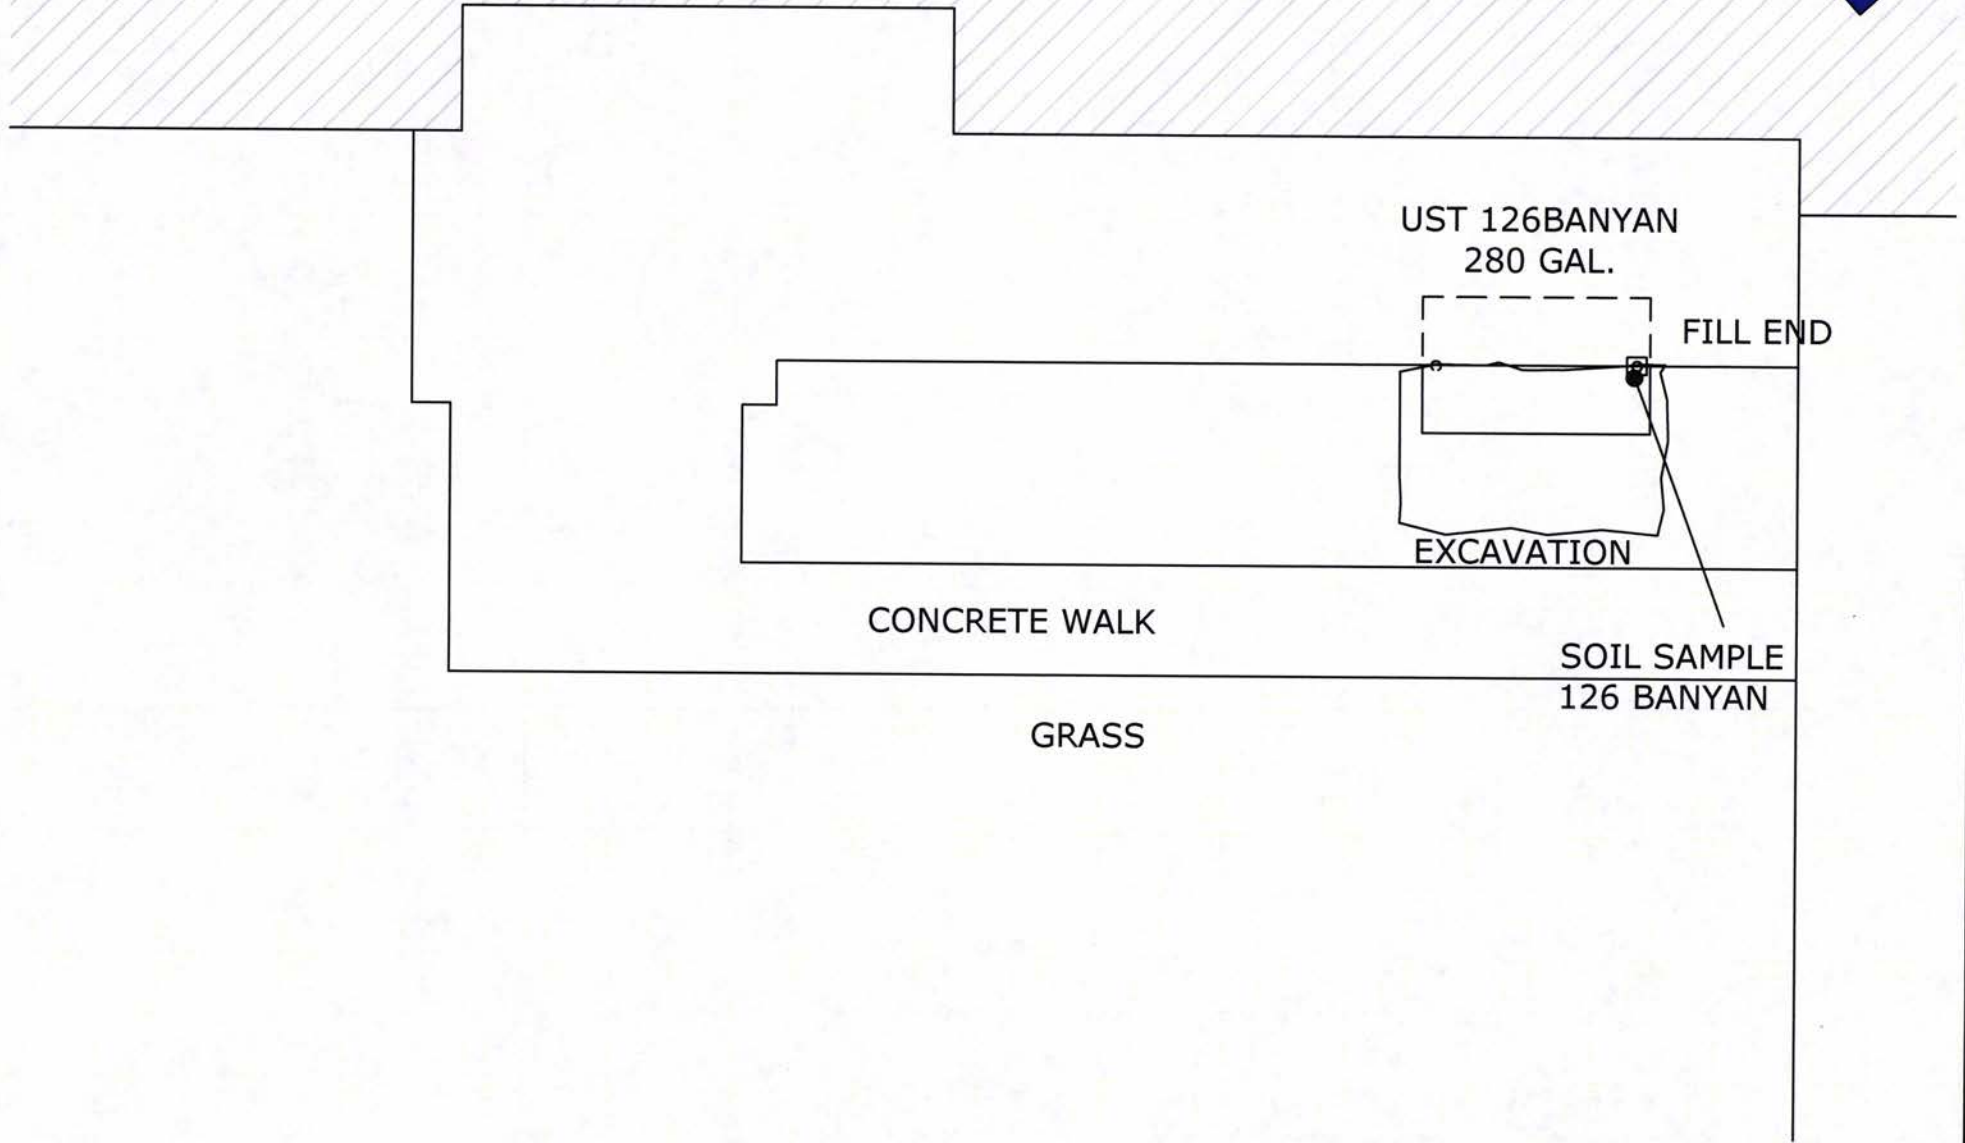 UST 126BANYAN
280 GAL.
FILL END
EXCAVATION
CONCRETE WALK
SOIL SAMPLE
126 BANYAN
GRASS